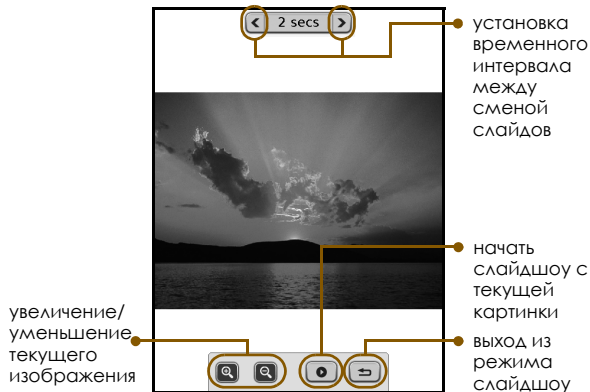 2 secs
установка
временного
интервала
между
сменой
слайдов
начать
слайдшоу с
текущей
картинки
увеличение/
уменьшение
текущего
изображения
выход из
режима
слайдшоу